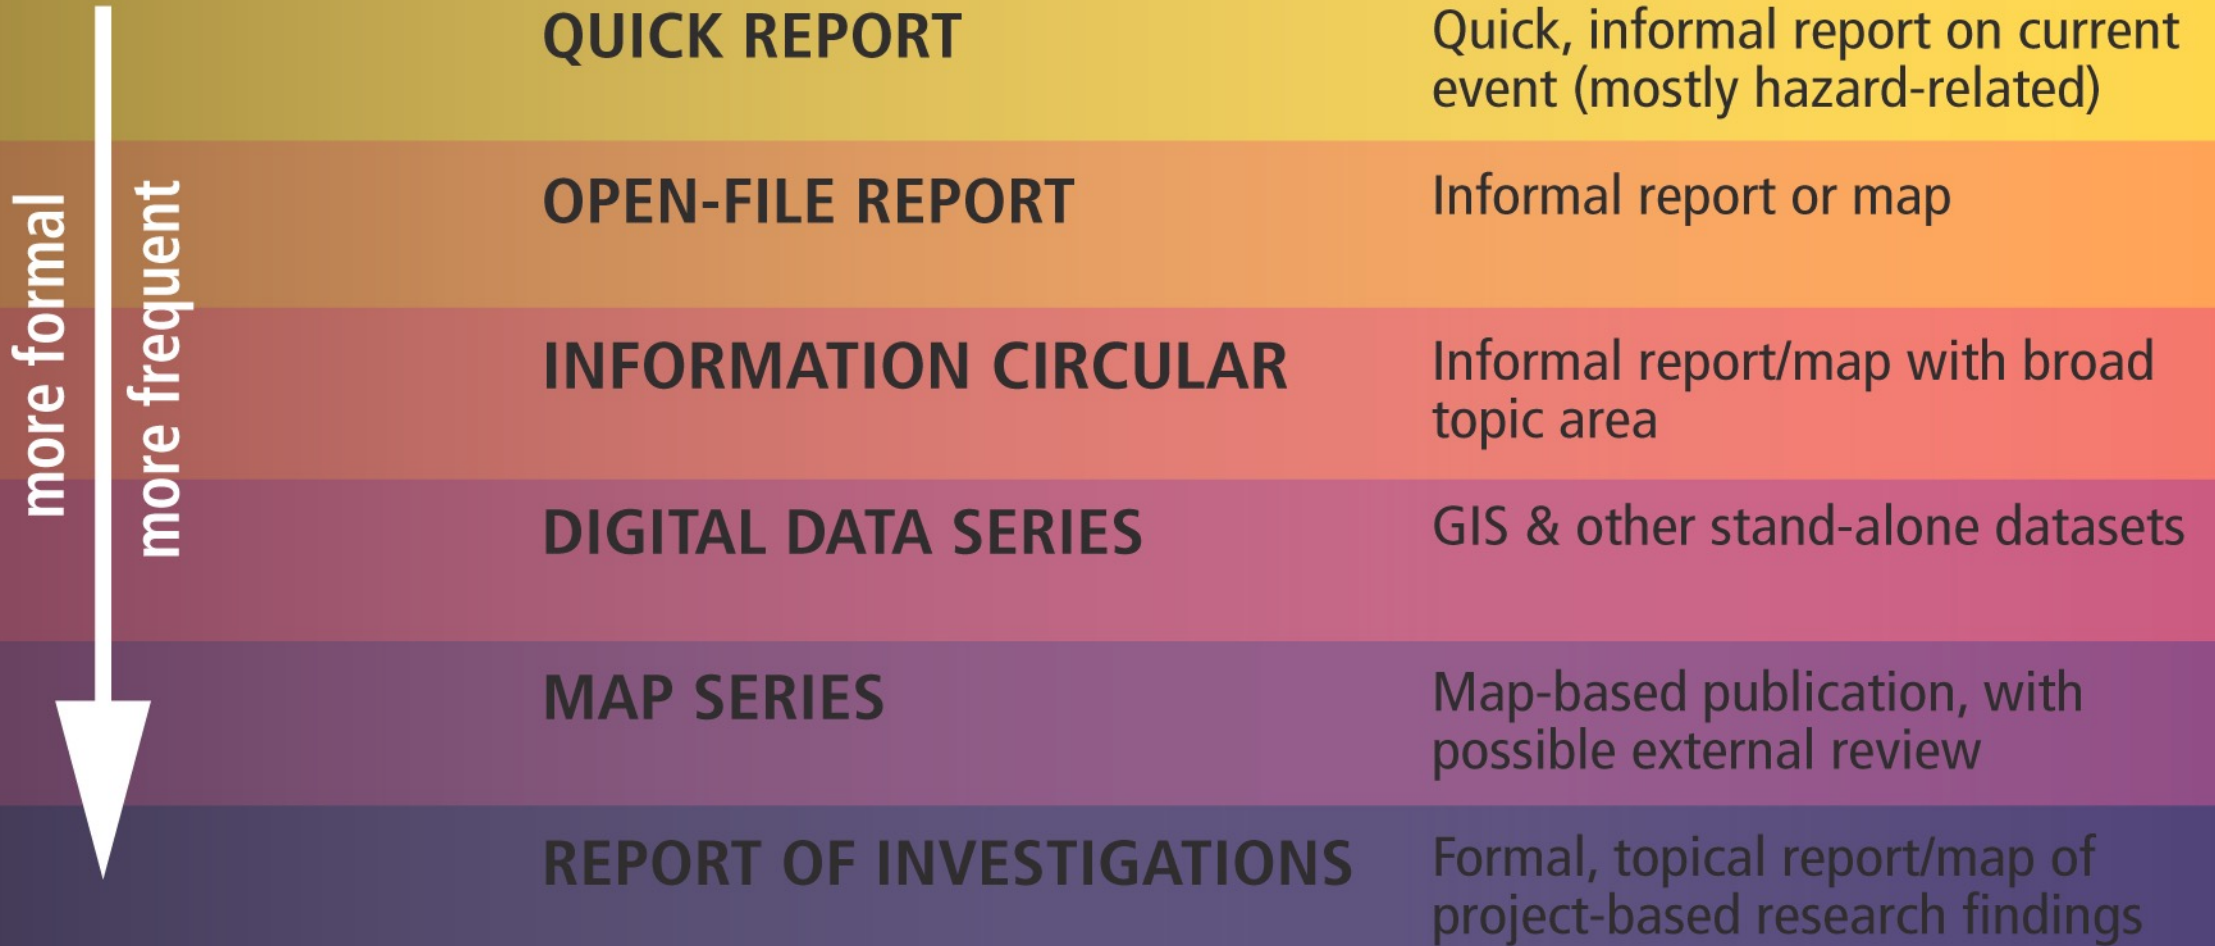 more formal
more frequent
QUICK REPORT
Quick, informal report on current
event (mostly hazard-related)
OPEN-FILE REPORT
Informal report or map
INFORMATION CIRCULAR
Informal report/map with broad
topic area
DIGITAL DATA SERIES
GIS & other stand-alone datasets
MAP SERIES
Map-based publication, with
possible external review
REPORT OF INVESTIGATIONS
Formal, topical report/map of
project-based research findings